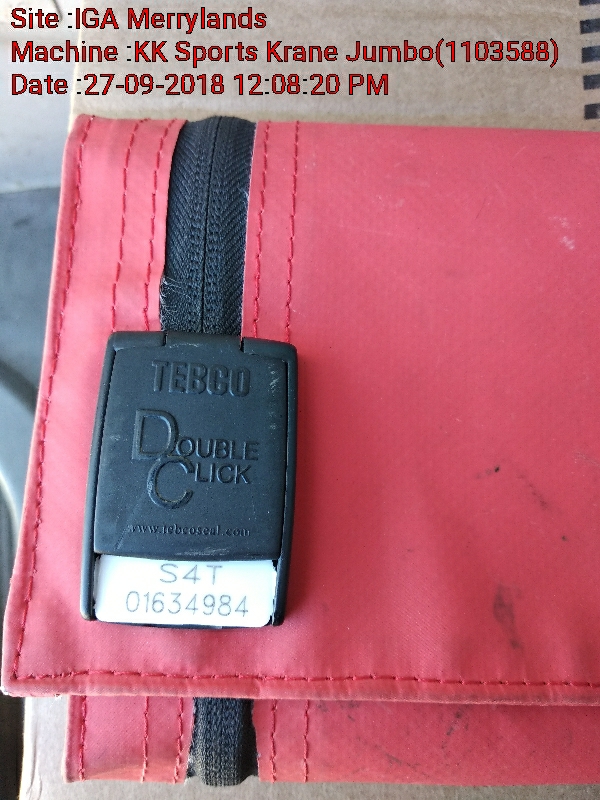 Site :IGA Merrylands
Machine :KK Sports Krane Jumbo(1103588)
Date :27-09-2018 12:08:20 PM
TEBCO
DOUBLE
CLICK
www.tebcoseal.com
S4T
01634984